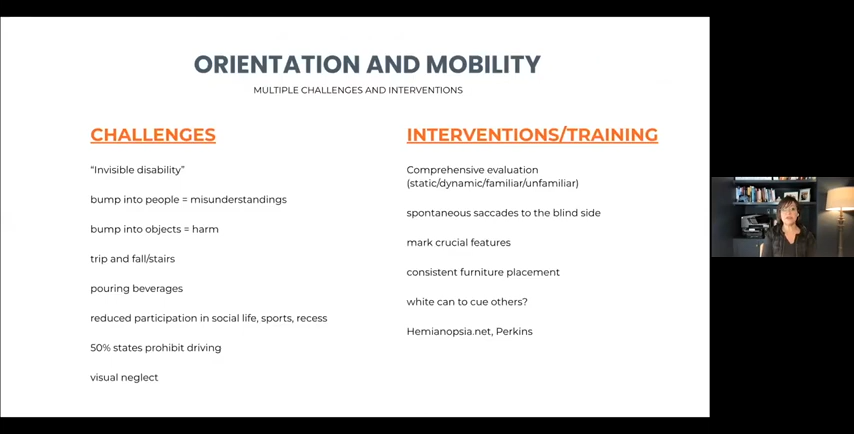 ORIENTATION AND MOBILITY
MULTIPLE CHALLENGES AND INTERVENTIONS
CHALLENGES
“Invisible disability”
bump into people = misunderstandings
bump into objects = harm
trip and fall/stairs
pouring beverages
reduced participation in social life, sports, recess
50% states prohibit driving
visual neglect
INTERVENTIONS/TRAINING
Comprehensive evaluation
(static/dynamic/familiar/unfamiliar)
spontaneous saccades to the blind side
mark crucial features
consistent furniture placement
white can to cue others?
Hemianopsia.net, Perkins